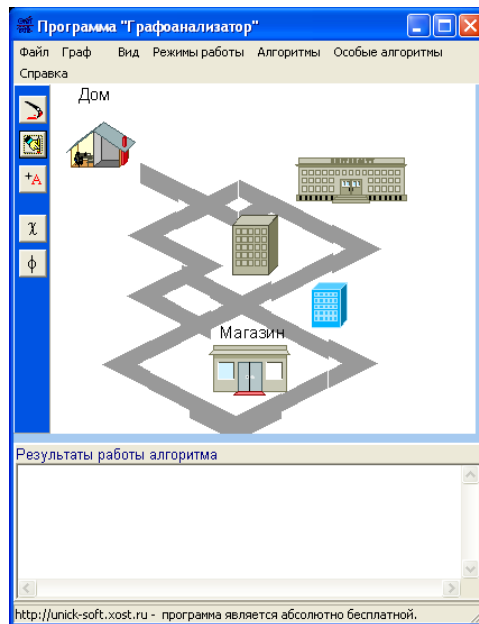 Программа "Графоанализатор"
Файл Граф Вид Режимы работы Алгоритмы Особые алгоритмы
Справка
Дом
UNIVERSITY
+A
χ
ϕ
Магазин
Результаты работы алгоритма
http://unick-soft.xost.ru - программа является абсолютно бесплатной.